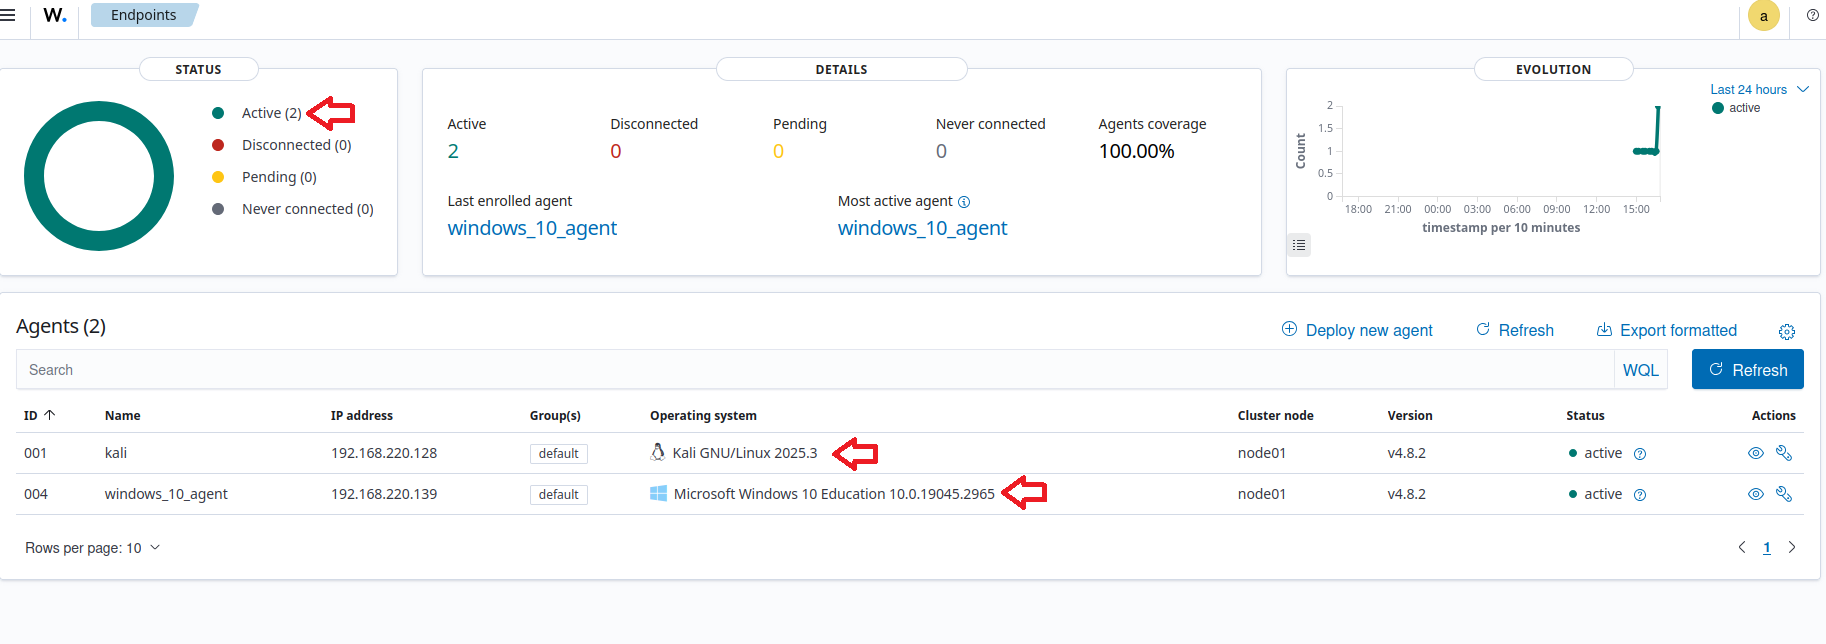 W. Endpoints a
STATUS
Active (2)
Disconnected (0)
Pending (0)
Never connected (0)
DETAILS
Active Disconnected Pending Never connected Agents coverage
2 0 0 0 100.00%
Last enrolled agent Most active agent
windows_10_agent windows_10_agent
EVOLUTION
Last 24 hours
active
Count
2
1.5
1
0.5
0
18:00 21:00 00:00 03:00 06:00 09:00 12:00 15:00
timestamp per 10 minutes
Agents (2)
Deploy new agent Refresh Export formatted
Search WQL Refresh
ID Name IP address Group(s) Operating system Cluster node Version Status Actions
001 kali 192.168.220.128 default Kali GNU/Linux 2025.3 node01 v4.8.2 active
004 windows_10_agent 192.168.220.139 default Microsoft Windows 10 Education 10.0.19045.2965 node01 v4.8.2 active
Rows per page: 10 1